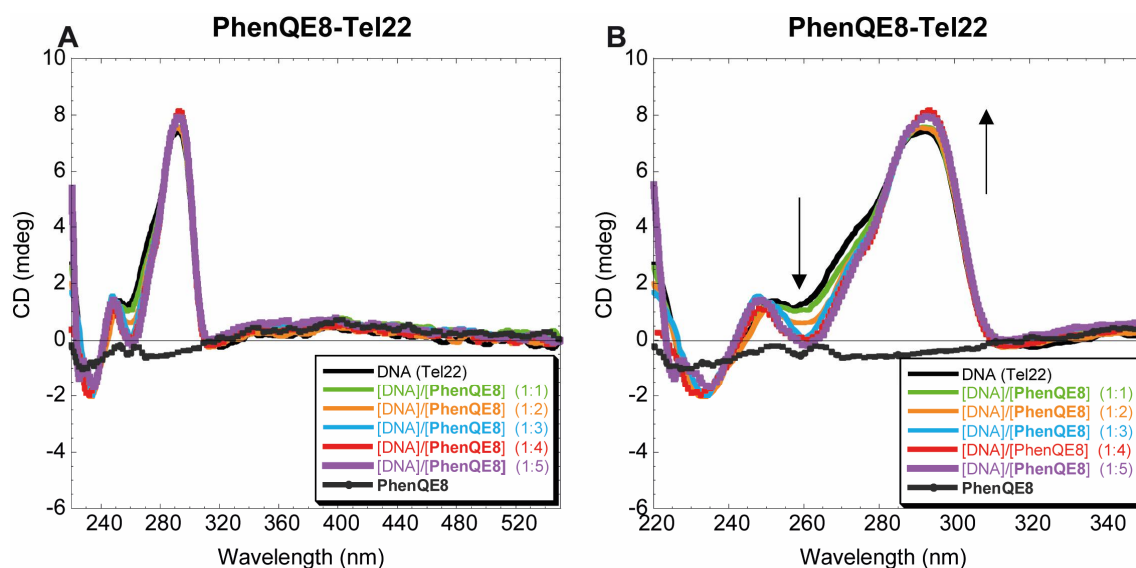 PhenQE8-Tel22
A
10
8
6
4
2
0
-2
-4
-6
CD (mdeg)
DNA (Tel22)
[DNA]/[PhenQE8] (1:1)
[DNA]/[PhenQE8] (1:2)
[DNA]/[PhenQE8] (1:3)
[DNA]/[PhenQE8] (1:4)
[DNA]/[PhenQE8] (1:5)
PhenQE8
240 280 320 360 400 440 480 520
Wavelength (nm)
PhenQE8-Tel22
B
10
8
6
4
2
0
-2
-4
-6
CD (mdeg)
DNA (Tel22)
[DNA]/[PhenQE8] (1:1)
[DNA]/[PhenQE8] (1:2)
[DNA]/[PhenQE8] (1:3)
[DNA]/[PhenQE8] (1:4)
[DNA]/[PhenQE8] (1:5)
PhenQE8
220 240 260 280 300 320 340
Wavelength (nm)